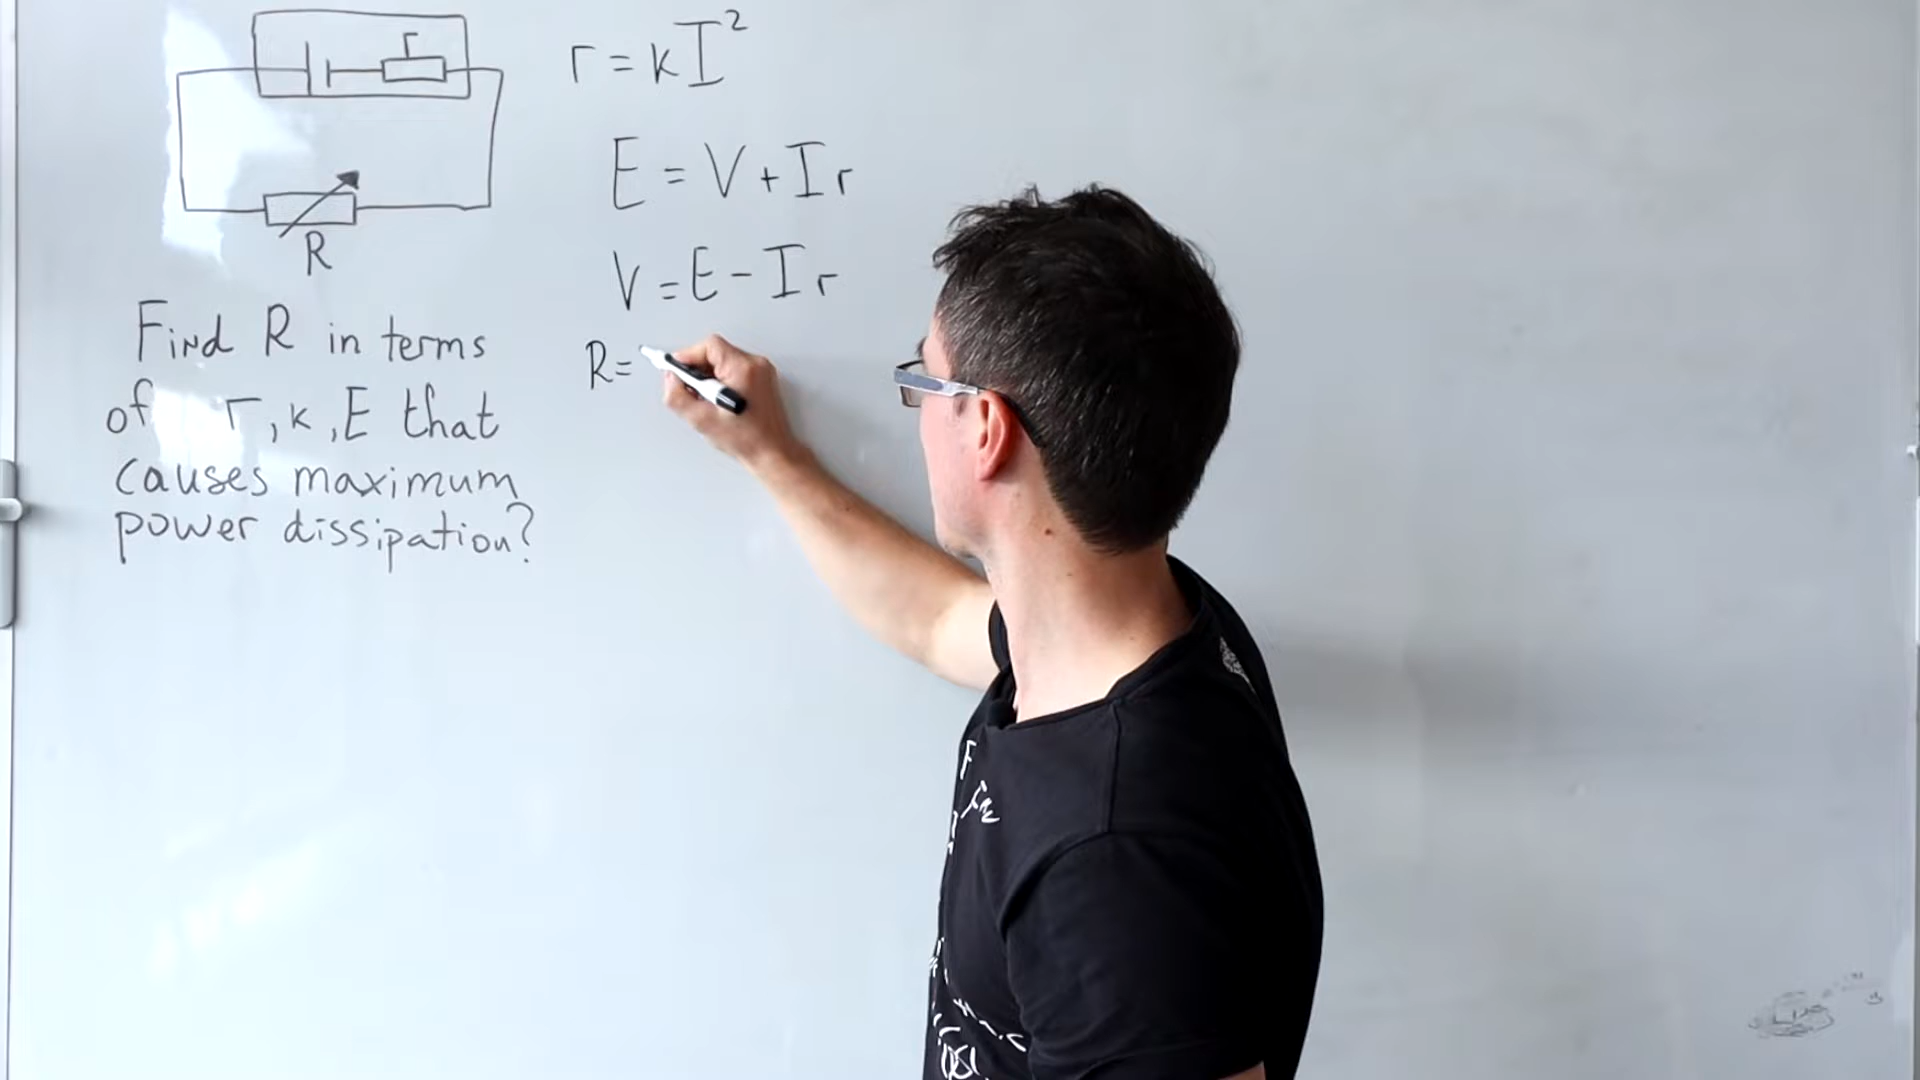 r
R
Find R in terms
of r, k, E that
causes maximum
power dissipation?
r = kI²
E = V + Ir
V = E - Ir
R =